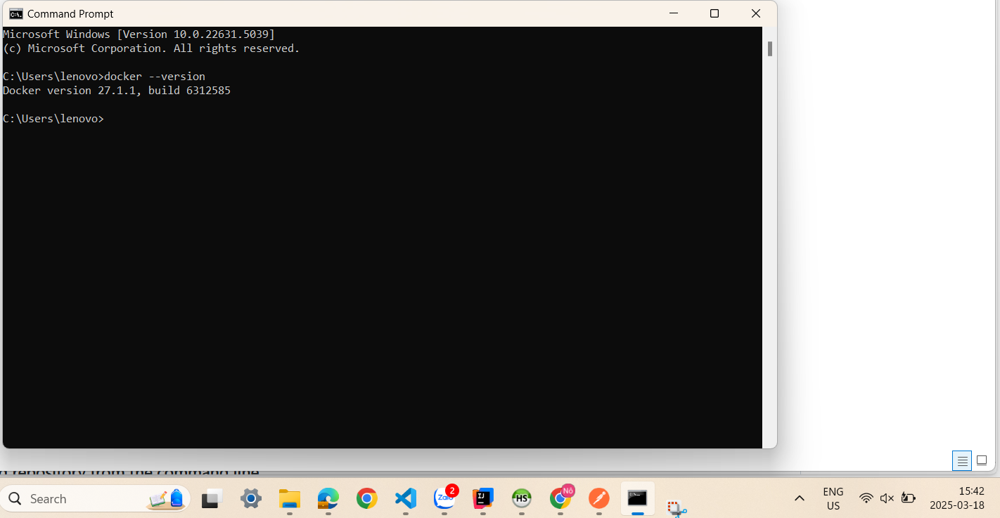 Command Prompt
Microsoft Windows [Version 10.0.22631.5039]
(c) Microsoft Corporation. All rights reserved.
C:\Users\lenovo>docker --version
Docker version 27.1.1, build 6312585
C:\Users\lenovo>
repository from the command line
Search
Zalo
2
IJ
HS
Nô
ENG
US
15:42
2025-03-18